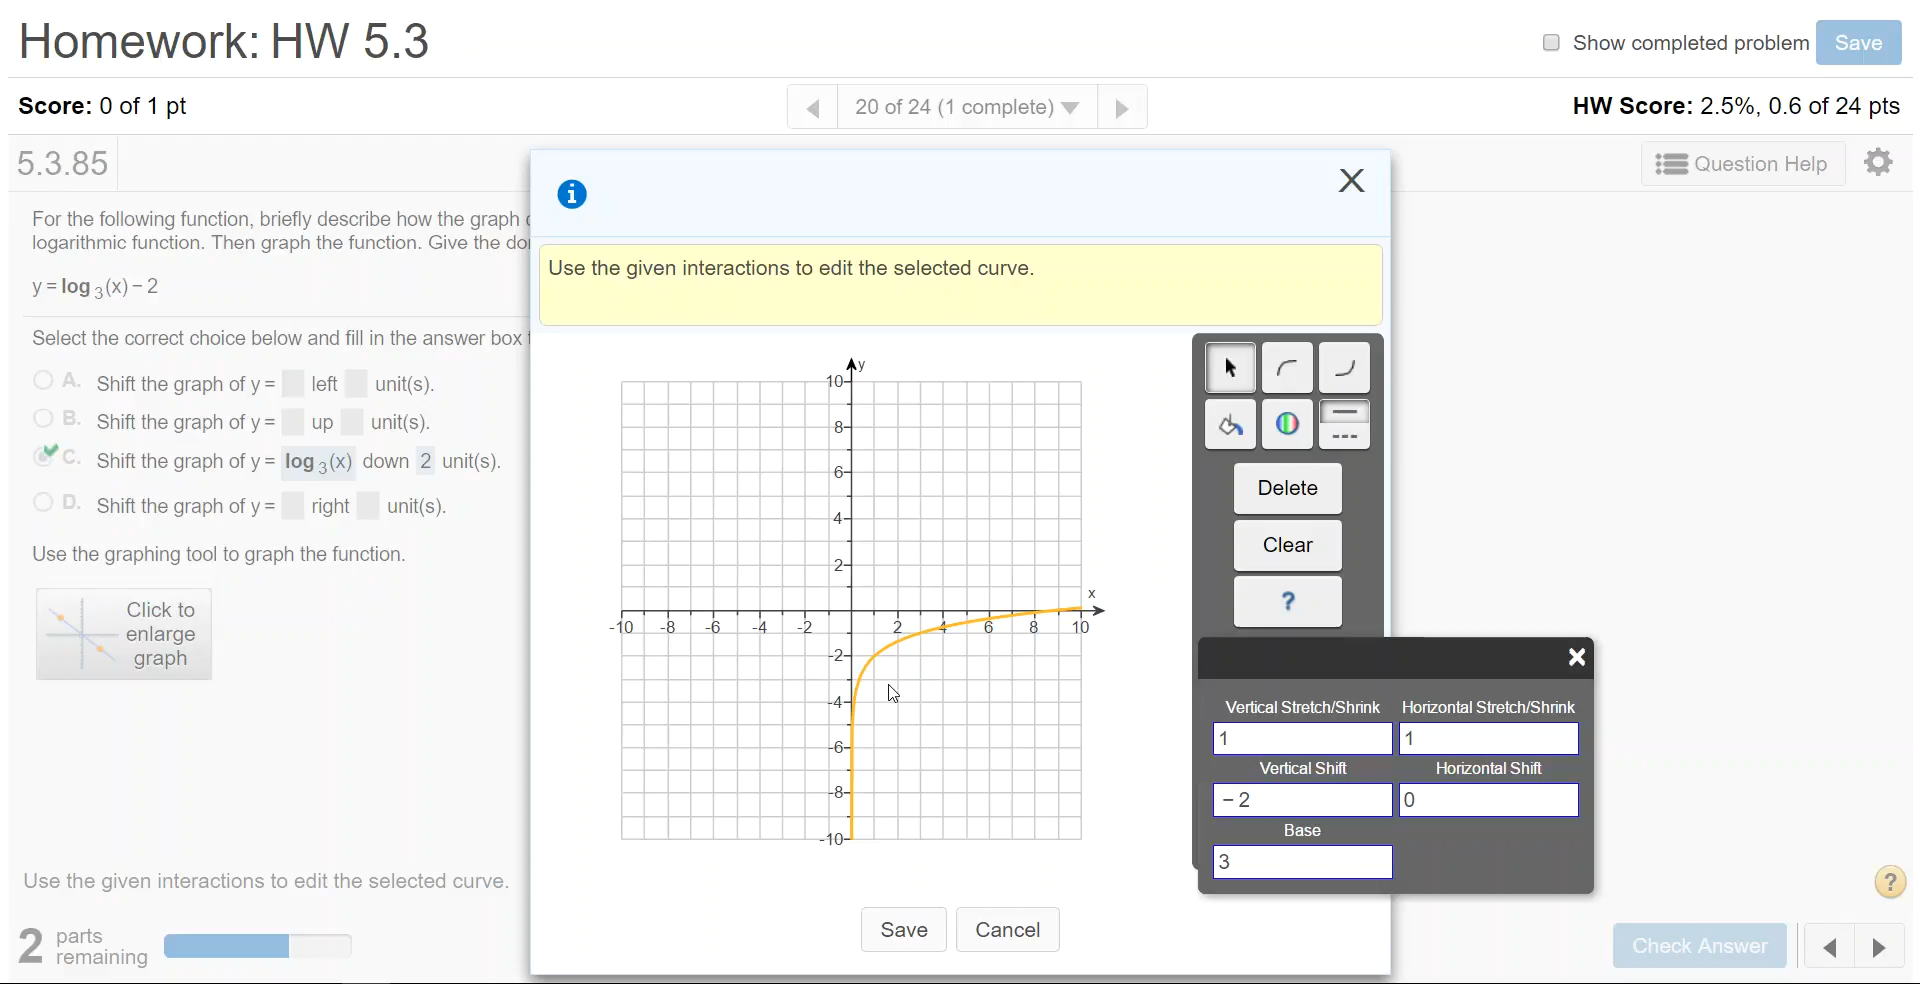 Homework: HW 5.3
Show completed problem
Save
Score: 0 of 1 pt
20 of 24 (1 complete)
HW Score: 2.5%, 0.6 of 24 pts
5.3.85
Question Help
For the following function, briefly describe how the graph
logarithmic function. Then graph the function. Give the do
y = log 3 (x) − 2
Select the correct choice below and fill in the answer box
A. Shift the graph of y = left unit(s).
B. Shift the graph of y = up unit(s).
C. Shift the graph of y = log 3 (x) down 2 unit(s).
D. Shift the graph of y = right unit(s).
Use the graphing tool to graph the function.
Click to
enlarge
graph
Use the given interactions to edit the selected curve.
2 parts
remaining
Use the given interactions to edit the selected curve.
y
10
8
6
4
2
x
-10 -8 -6 -4 -2 2 4 6 8 10
-2
-4
-6
-8
-10
Delete
Clear
?
Vertical Stretch/Shrink Horizontal Stretch/Shrink
1 1
Vertical Shift Horizontal Shift
− 2 0
Base
3
Save Cancel
?
Check Answer